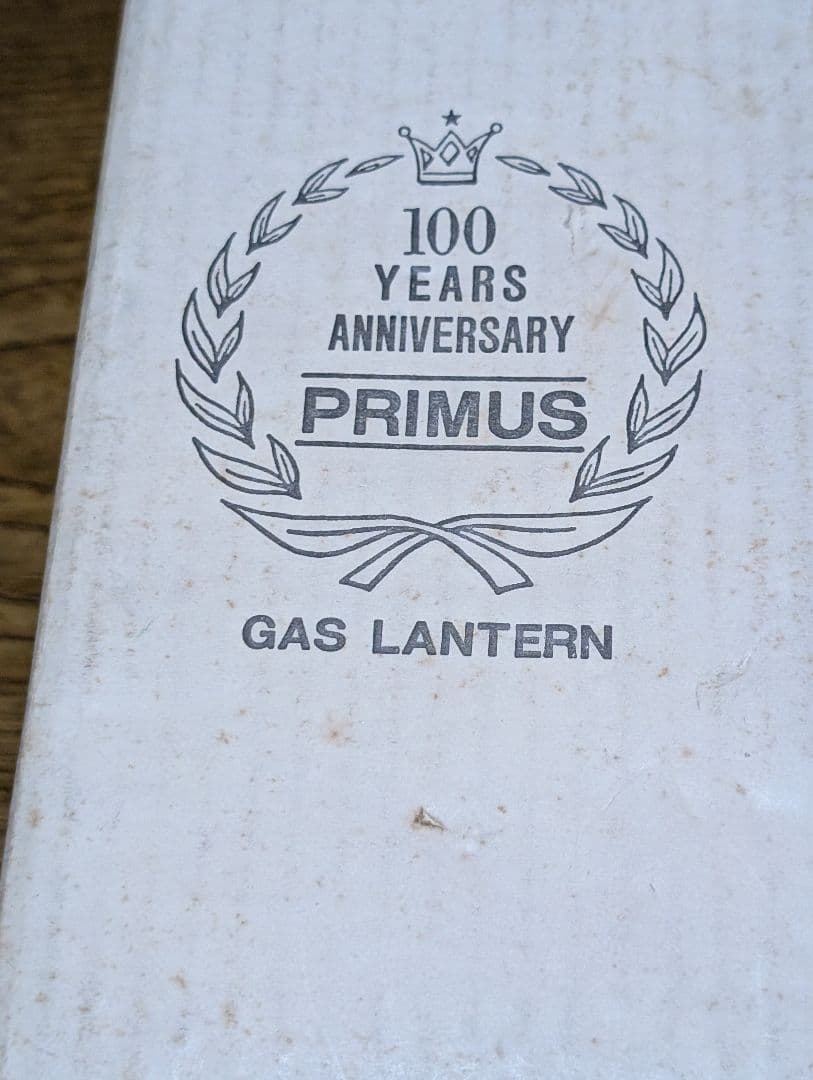 100
YEARS
ANNIVERSARY
PRIMUS
GAS LANTERN